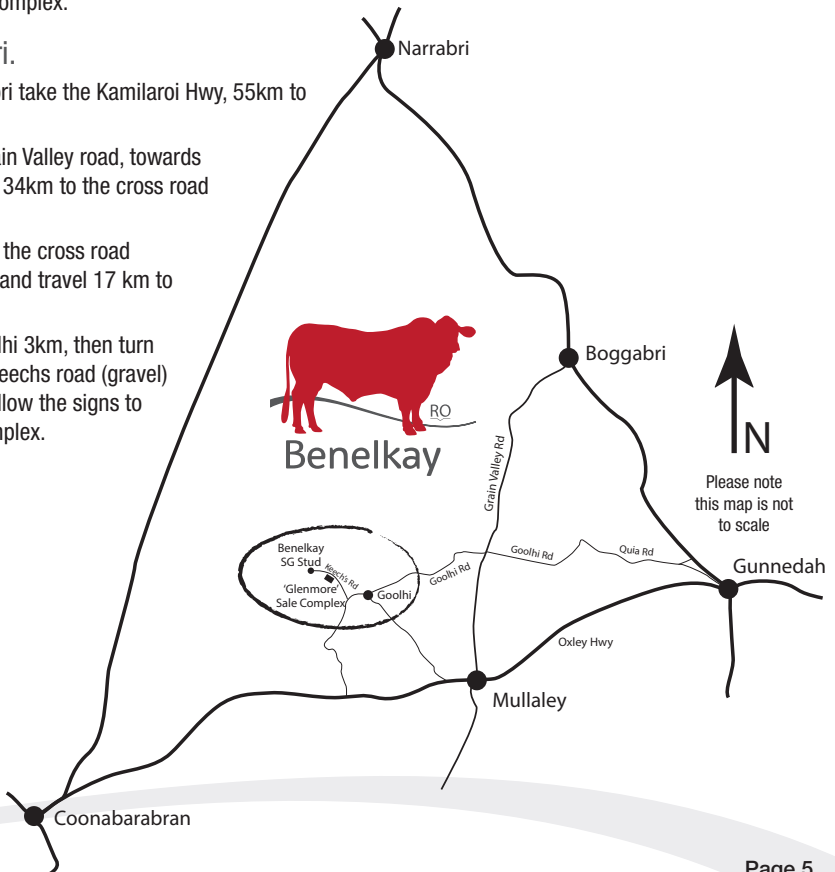 omplex.
ri.
ri take the Kamilaroi Hwy, 55km to
in Valley road, towards
34km to the cross road
the cross road
and travel 17 km to
lhi 3km, then turn
eechs road (gravel)
llow the signs to
plex.
Narrabri
Boggabri
RO
Benelkay
N
Please note
this map is not
to scale
Grain Valley Rd
Benelkay
SG Stud
Keech's Rd
'Glenmore'
Sale Complex
Goolhi
Goolhi Rd
Goolhi Rd
Quia Rd
Gunnedah
Oxley Hwy
Mullaley
Coonabarabran
Page 5